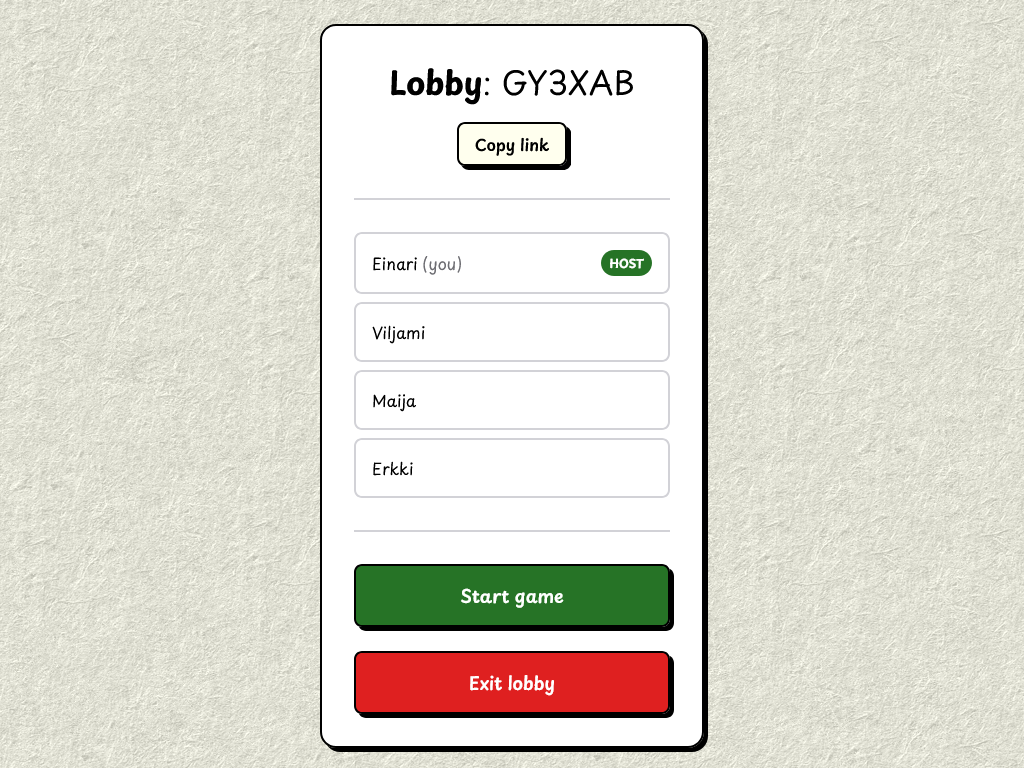 Lobby: GY3XAB
Copy link
Einari (you) HOST
Viljami
Maija
Erkki
Start game
Exit lobby